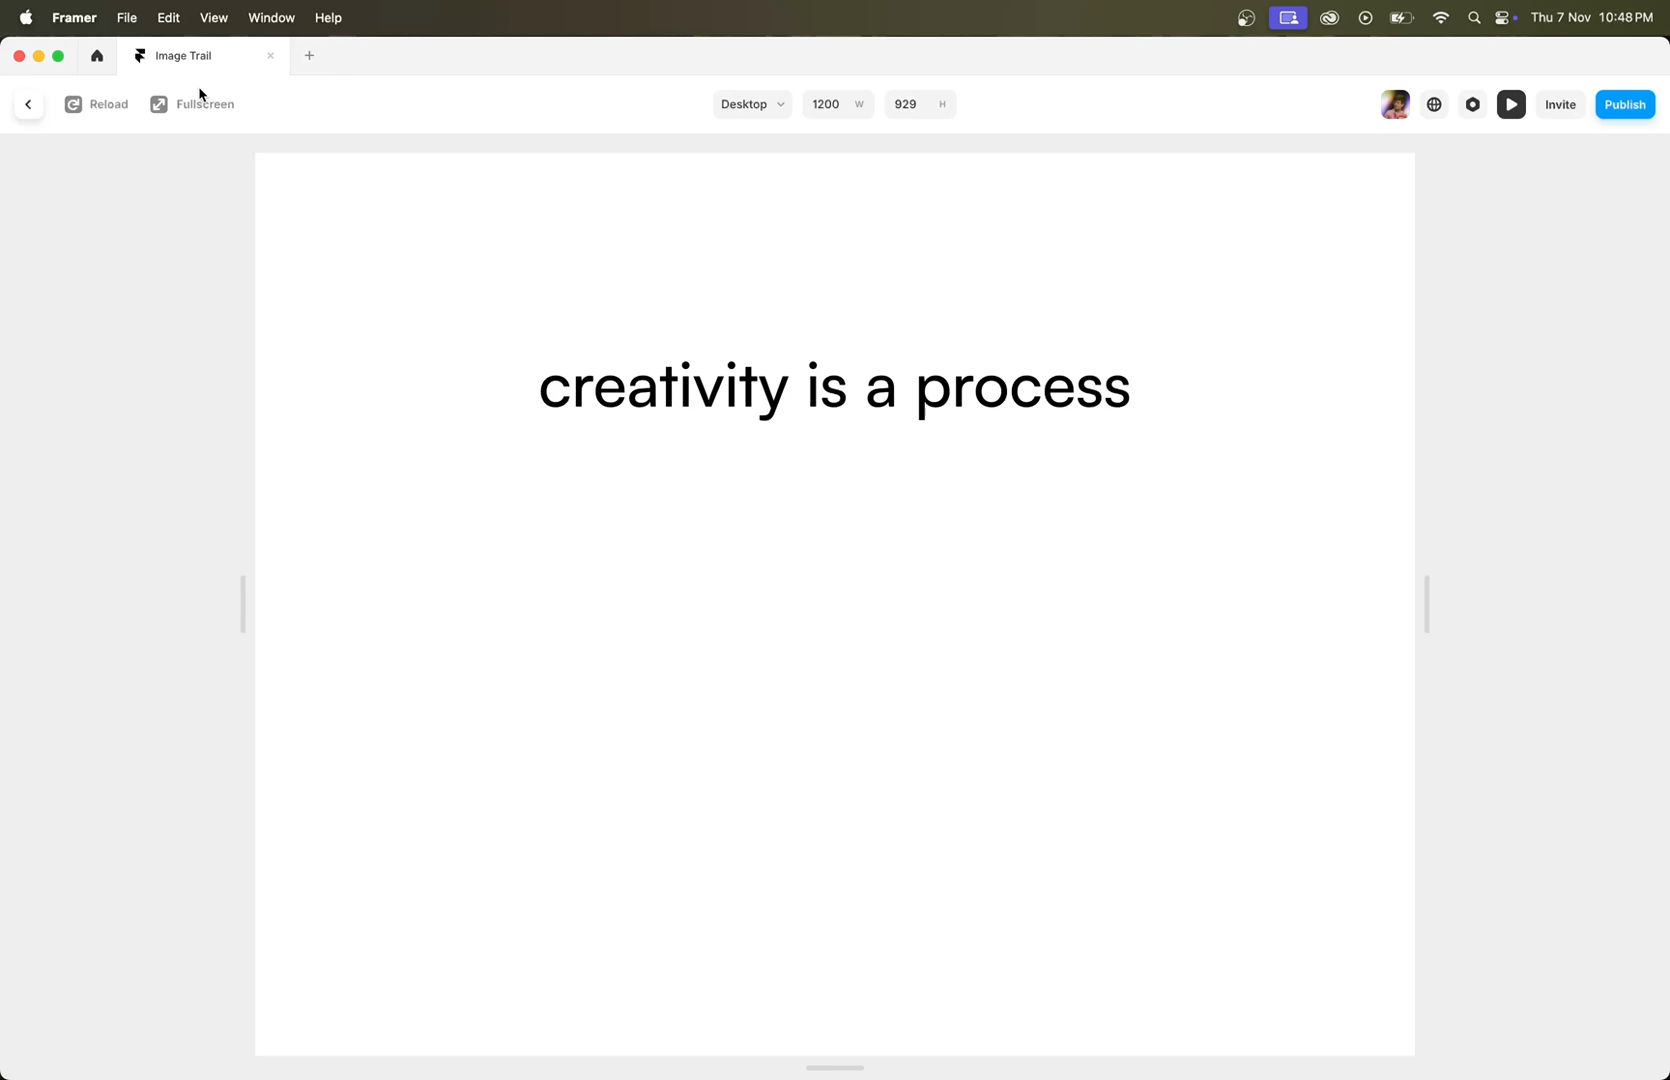 Framer File Edit View Window Help Thu 7 Nov 10:48 PM
Image Trail
Reload Fullscreen Desktop 1200 W 929 H Invite Publish
creativity is a process